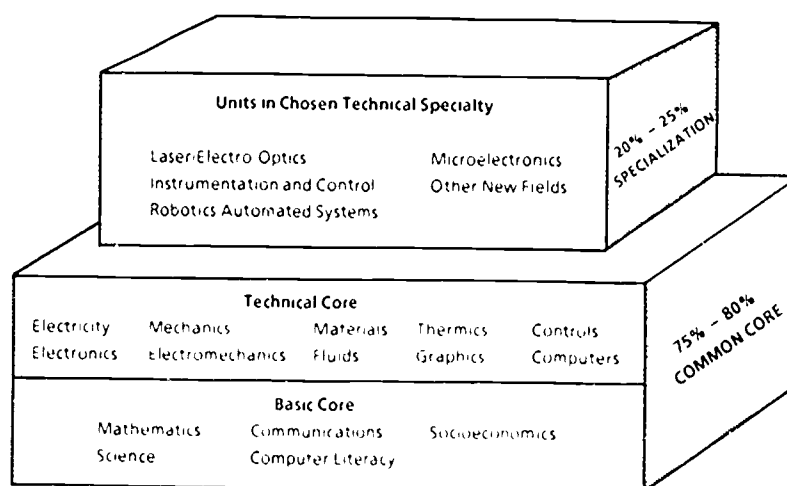 Units in Chosen Technical Specialty
Laser/Electro Optics Microelectronics
Instrumentation and Control Other New Fields
Robotics Automated Systems
20% - 25%
SPECIALIZATION
Technical Core
Electricity Mechanics Materials Thermics Controls
Electronics Electromechanics Fluids Graphics Computers
75% - 80%
COMMON CORE
Basic Core
Mathematics Communications Socioeconomics
Science Computer Literacy